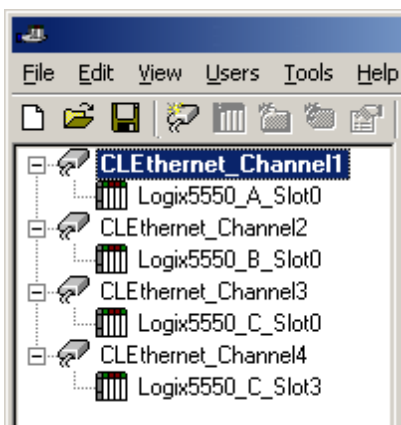 File Edit View Users Tools Help
CLEthernet_Channel1
Logix5550_A_Slot0
CLEthernet_Channel2
Logix5550_B_Slot0
CLEthernet_Channel3
Logix5550_C_Slot0
CLEthernet_Channel4
Logix5550_C_Slot3